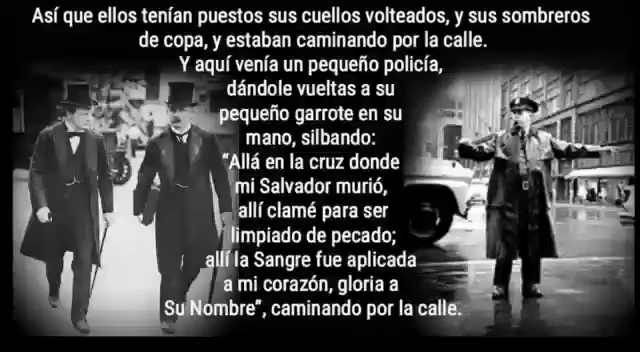 Así que ellos tenían puestos sus cuellos volteados, y sus sombreros
de copa, y estaban caminando por la calle.
Y aquí venía un pequeño policía,
dándole vueltas a su
pequeño garrote en su
mano, silbando:
“Allá en la cruz donde
mi Salvador murió,
allí clamé para ser
limpiado de pecado;
allí la Sangre fue aplicada
a mi corazón, gloria a
Su Nombre”, caminando por la calle.